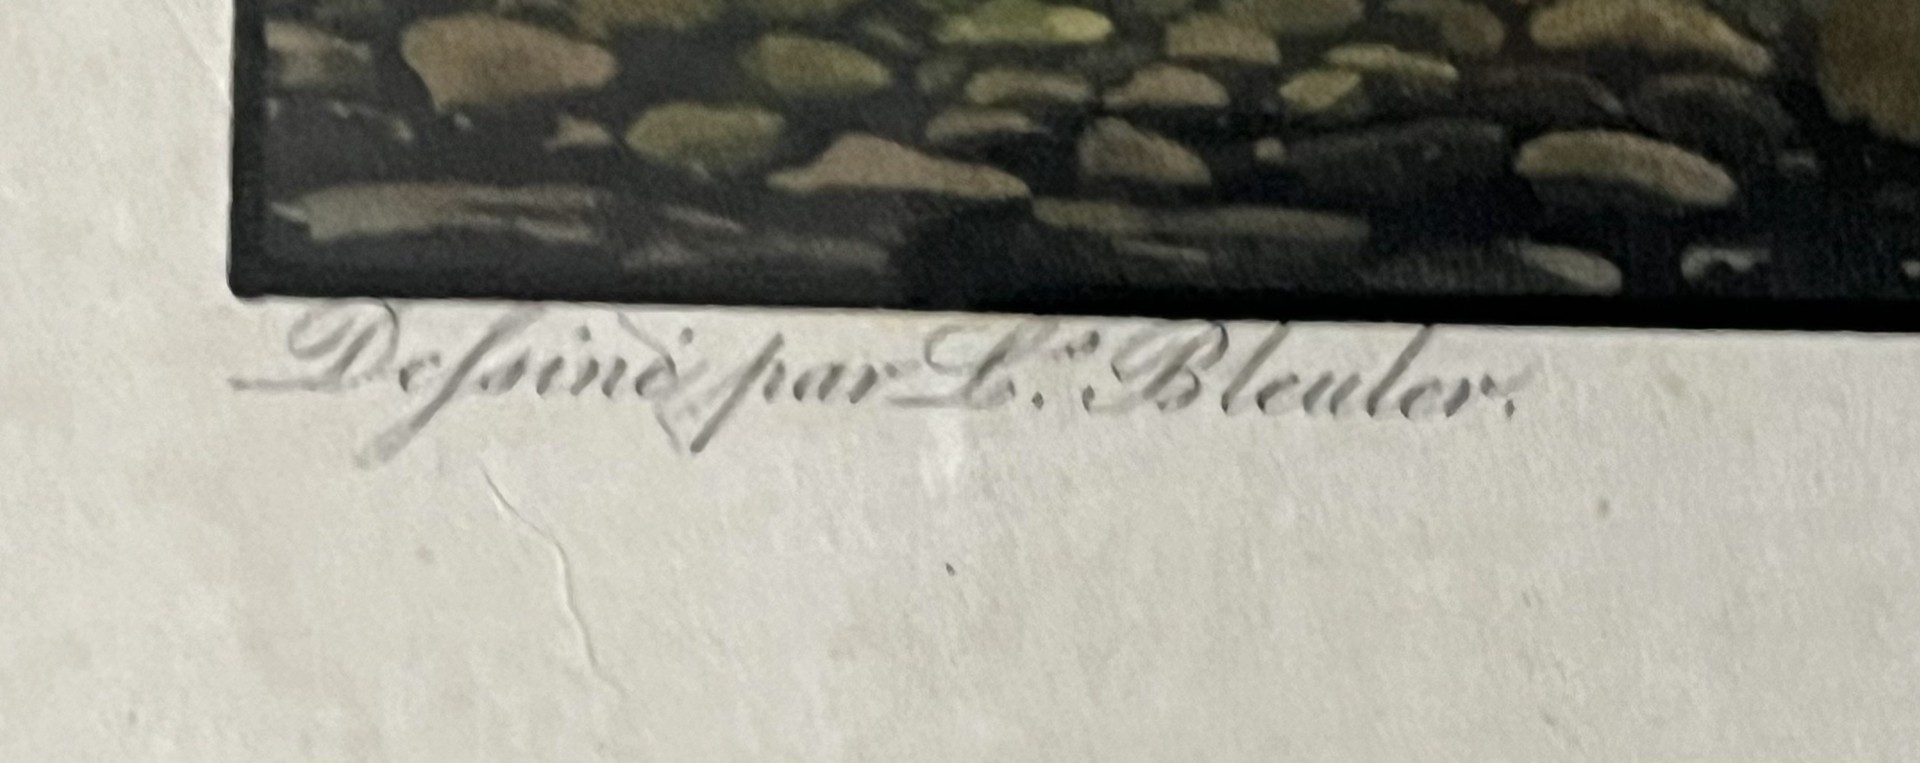 Deſsiné par L.s Bleuler.